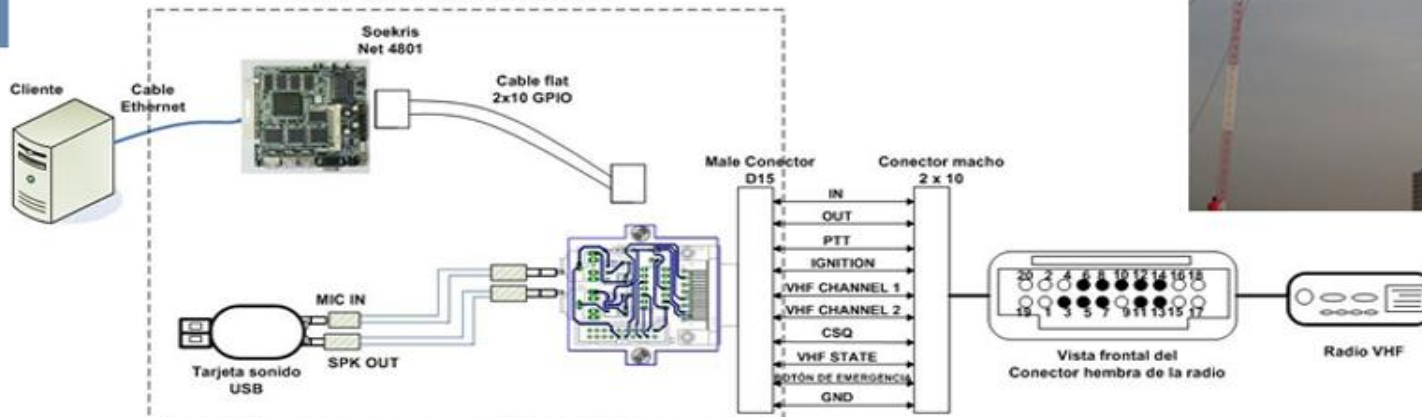 Soekris
Net 4801
Cliente
Cable
Ethernet
Cable flat
2x10 GPIO
Male Conector
D15
Conector macho
2 x 10
IN
OUT
PTT
IGNITION
VHF CHANNEL 1
VHF CHANNEL 2
CSQ
VHF STATE
BOTÓN DE EMERGENCIA
GND
MIC IN
SPK OUT
Tarjeta sonido
USB
20 2 4 6 8 10 12 14 16 18
19 1 3 5 7 9 11 13 15 17
Vista frontal del
Conector hembra de la radio
Radio VHF